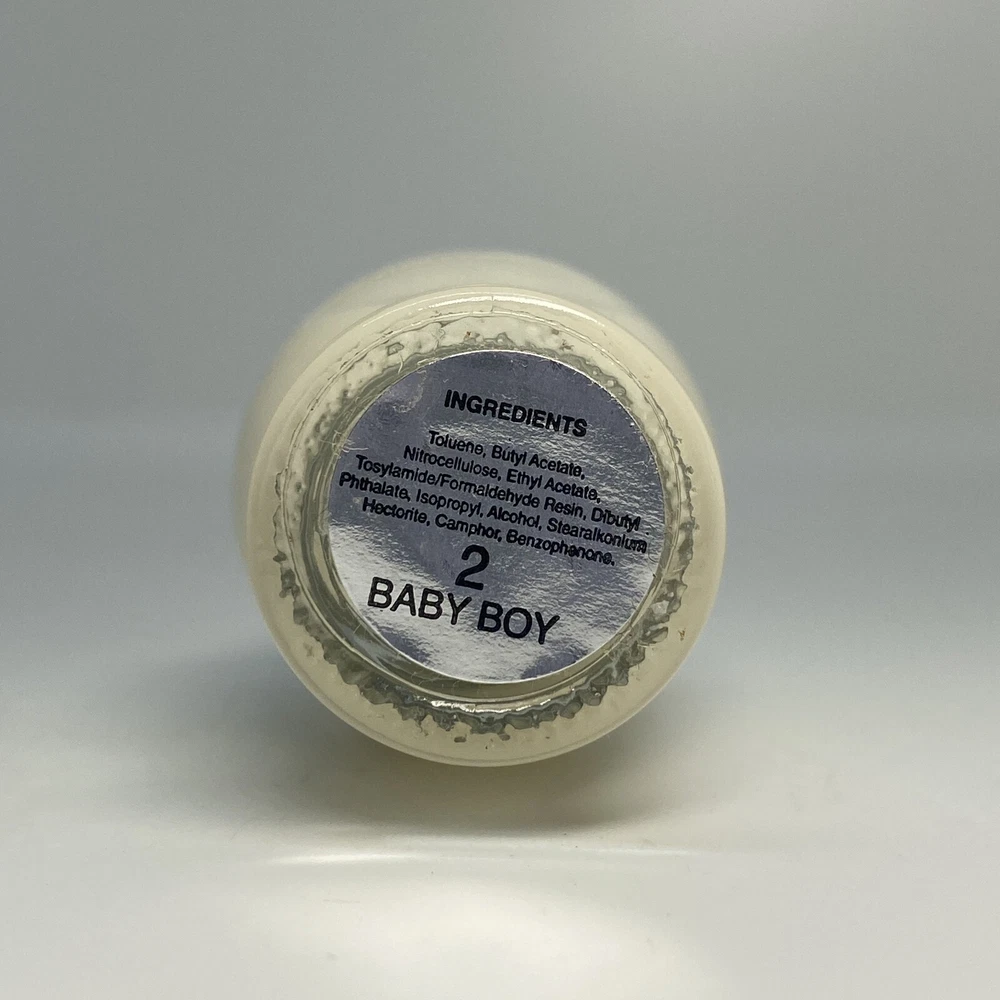 INGREDIENTS
Toluene, Butyl Acetate,
Nitrocellulose, Ethyl Acetate,
Tosylamide/Formaldehyde Resin, Dibutyl
Phthalate, Isopropyl, Alcohol, Stearalkonium
Hectorite, Camphor, Benzophenone.
2
BABY BOY